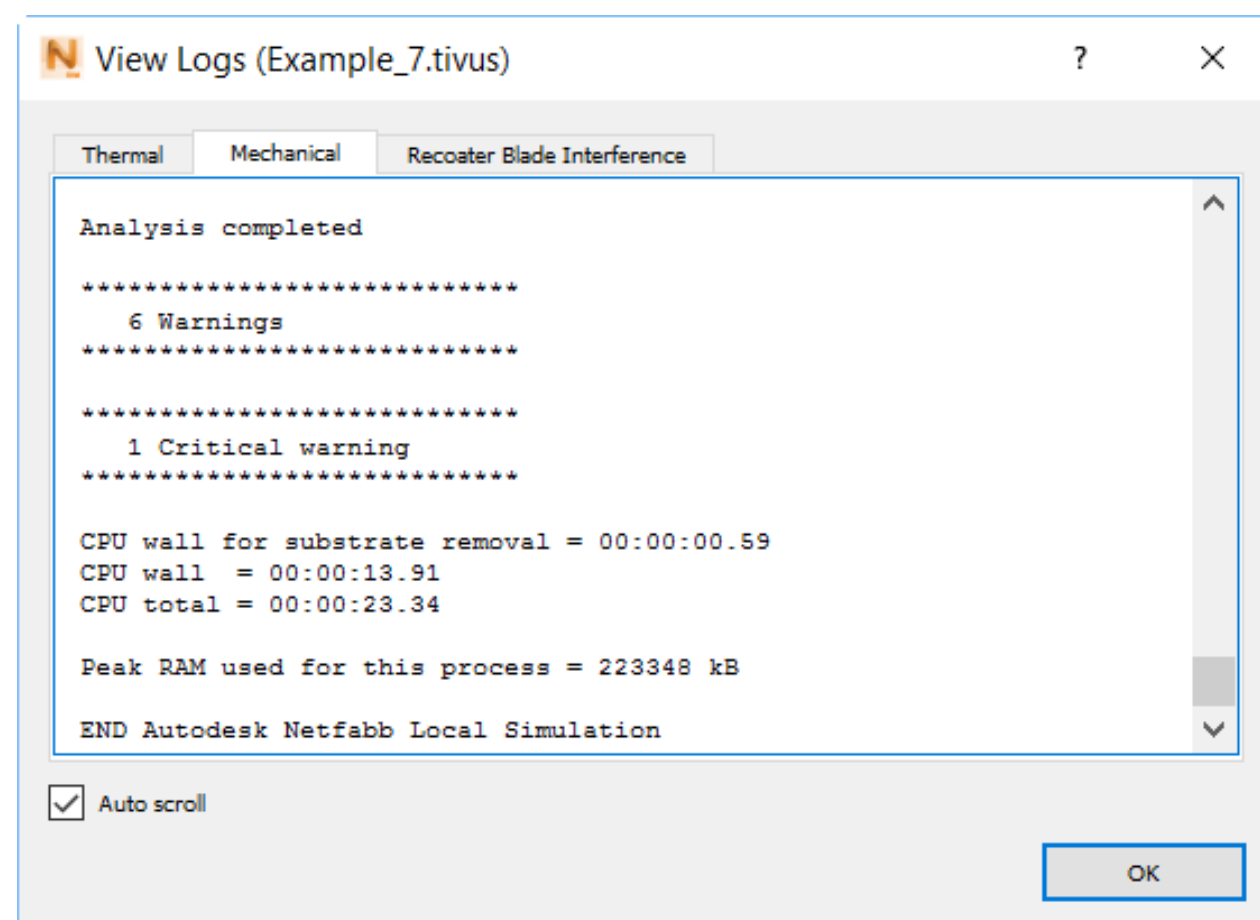 View Logs (Example_7.tivus)
?
Thermal
Mechanical
Recoater Blade Interference
Analysis completed
****************************
6 Warnings
****************************
****************************
1 Critical warning
****************************
CPU wall for substrate removal = 00:00:00.59
CPU wall  = 00:00:13.91
CPU total = 00:00:23.34
Peak RAM used for this process = 223348 kB
END Autodesk Netfabb Local Simulation
Auto scroll
OK